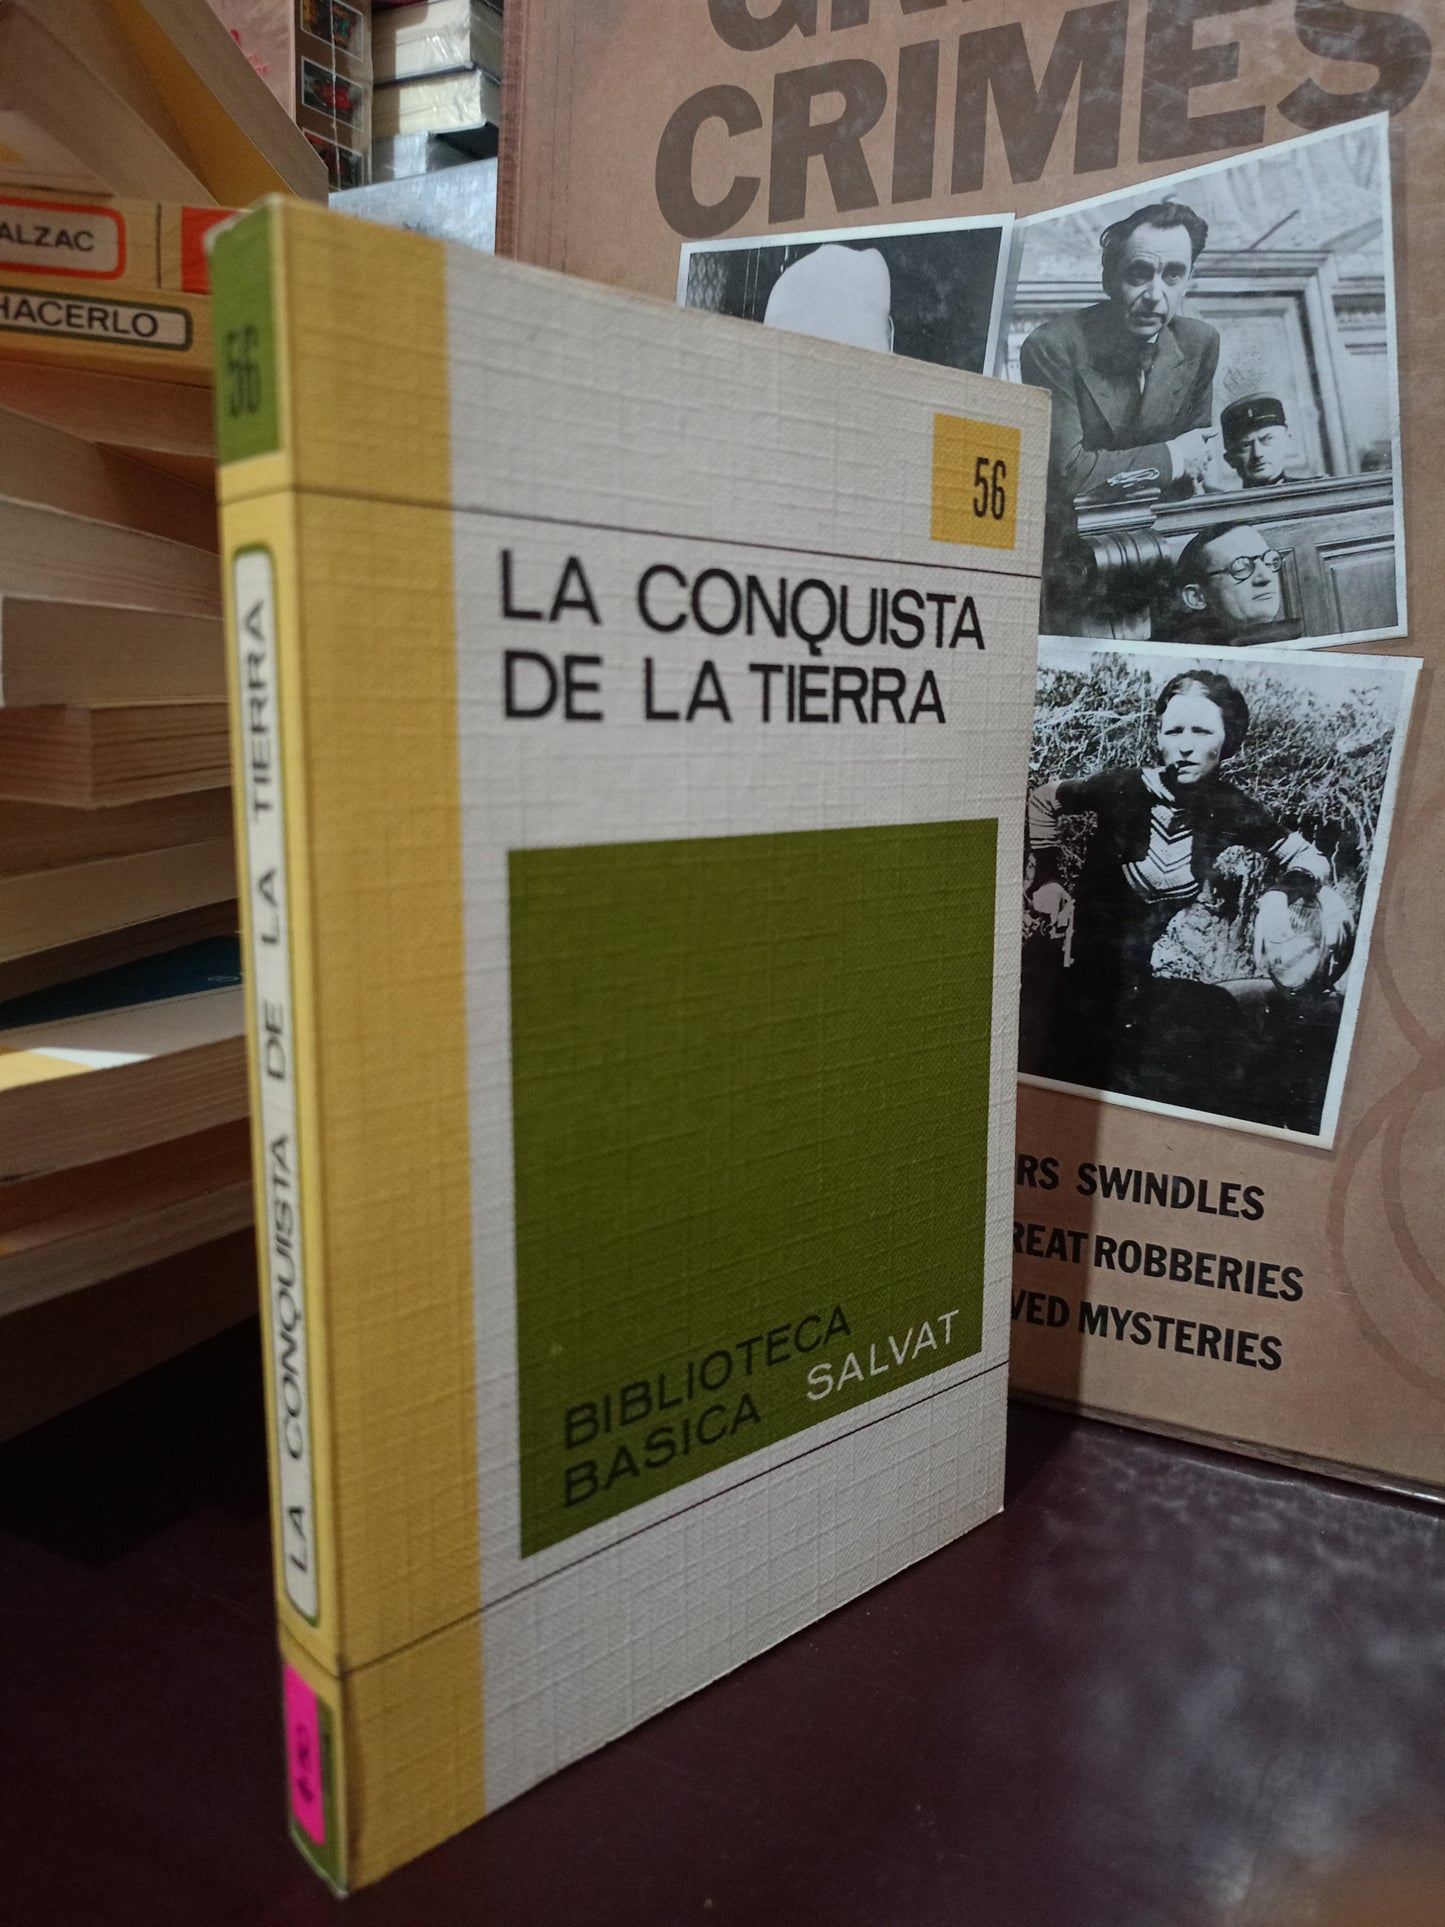 CRIMES
ALZAC
HACERLO
56
56
LA CONQUISTA
DE LA TIERRA
LA CONQUISTA DE LA TIERRA
BIBLIOTECA
BASICA SALVAT
RS SWINDLES
REAT ROBBERIES
VED MYSTERIES